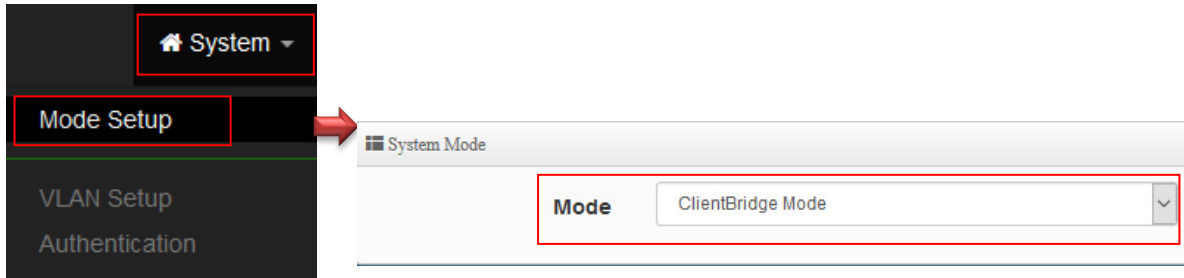 System
Mode Setup
VLAN Setup
Authentication
System Mode
Mode
ClientBridge Mode